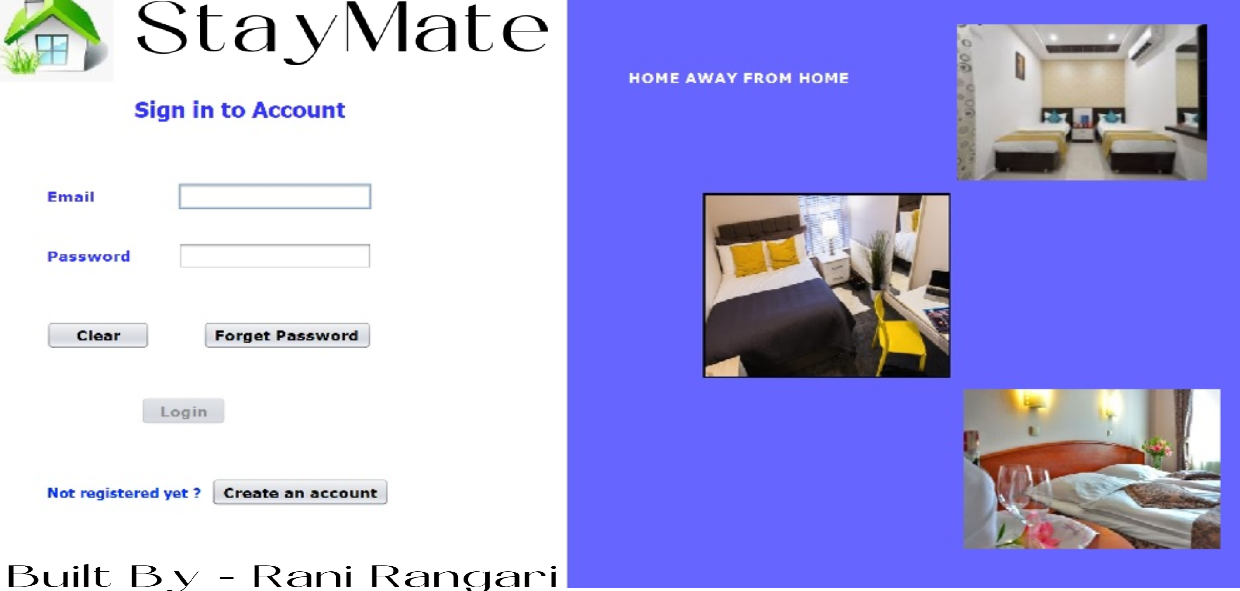 StayMate
Sign in to Account
Email
Password
Clear
Forget Password
Login
Not registered yet ?
Create an account
Built By - Rani Rangari
HOME AWAY FROM HOME